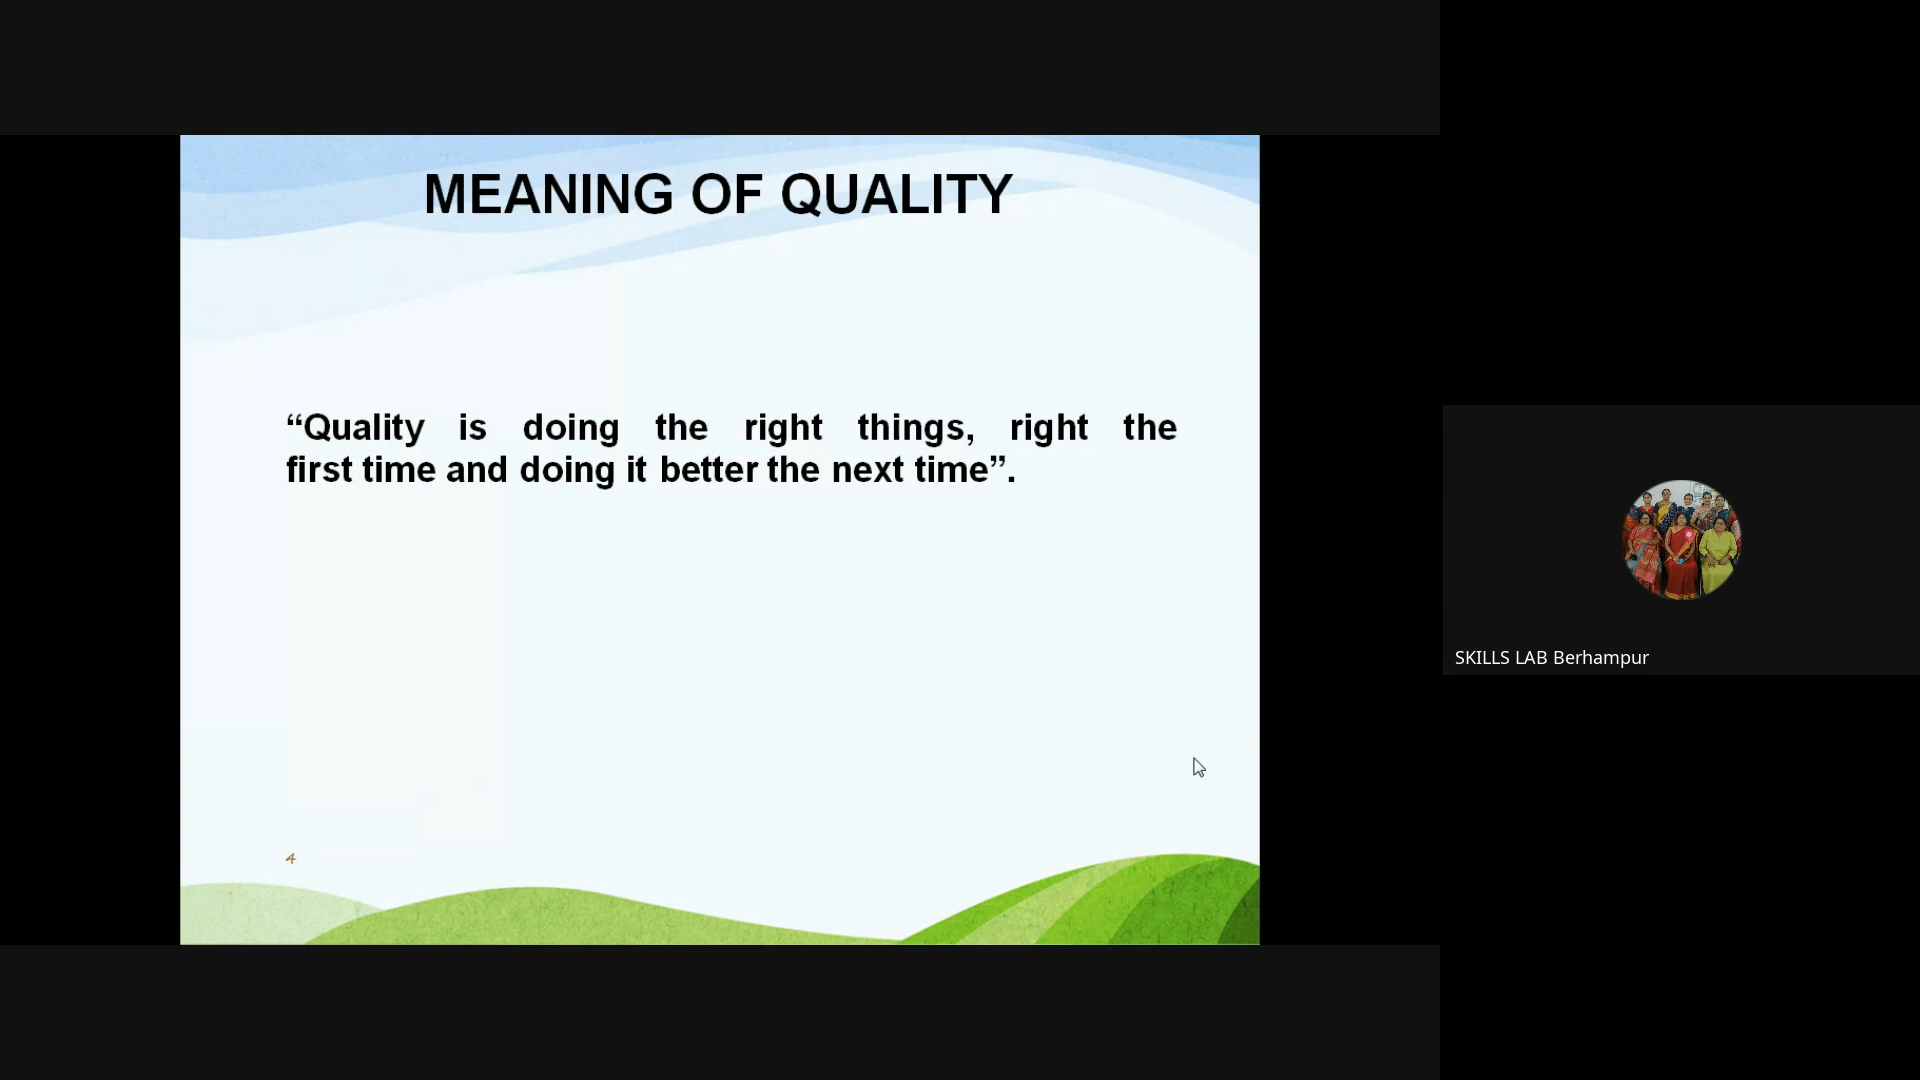 MEANING OF QUALITY
“Quality is doing the right things, right the
first time and doing it better the next time”.
4
SKILLS LAB Berhampur